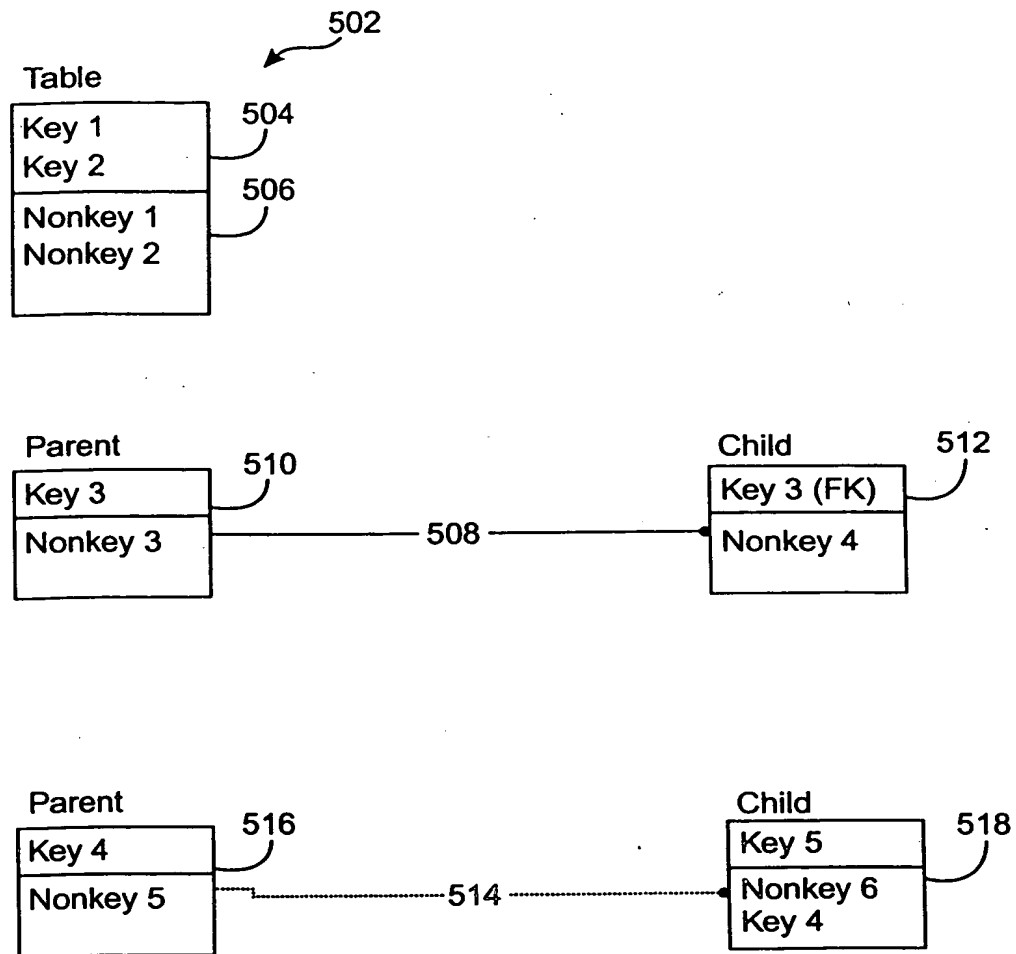 502
Table
Key 1
Key 2
504
Nonkey 1
Nonkey 2
506
Parent
Key 3
Nonkey 3
510
508
Child
Key 3 (FK)
Nonkey 4
512
Parent
Key 4
Nonkey 5
516
514
Child
Key 5
Nonkey 6
Key 4
518